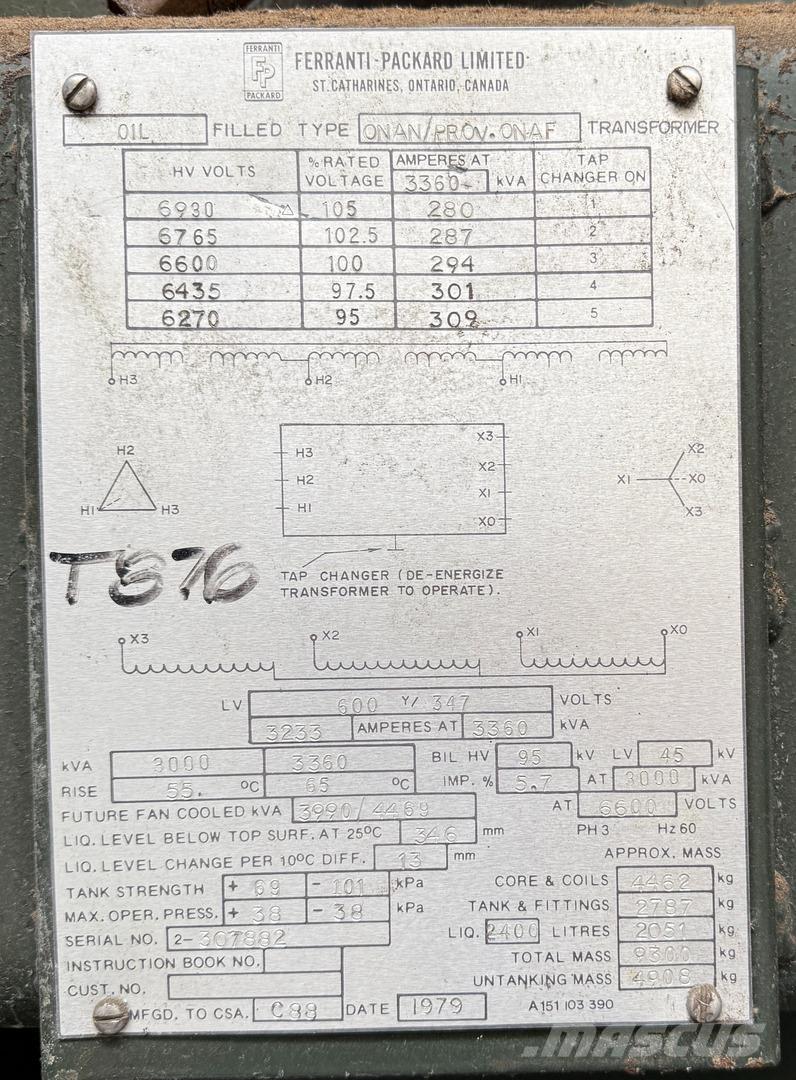 FERRANTI
FP
PACKARD
FERRANTI-PACKARD LIMITED
ST. CATHARINES, ONTARIO, CANADA
OIL FILLED TYPE ONAN/PROV. ONAF TRANSFORMER
HV VOLTS % RATED VOLTAGE AMPERES AT 3360 kVA TAP CHANGER ON
6930 △ 105 280 1
6765 102.5 287 2
6600 100 294 3
6435 97.5 301 4
6270 95 309 5
H3 H2 H1
H2
H1 H3
H3
H2
H1
X3
X2
X1
X0
X2
X1 X0
X3
T876
TAP CHANGER (DE-ENERGIZE
TRANSFORMER TO OPERATE).
X3 X2 X1 X0
LV 600 Y/ 347 VOLTS
3233 AMPERES AT 3360 kVA
kVA 3000 3360
BIL HV 95 kV LV 45 kV
RISE 55. °C 65 °C
IMP. % 5.7 AT 3000 kVA
FUTURE FAN COOLED kVA 3990/4469
AT 6600 VOLTS
LIQ. LEVEL BELOW TOP SURF. AT 25°C 346 mm
PH 3 Hz 60
LIQ. LEVEL CHANGE PER 10°C DIFF. 13 mm
APPROX. MASS
TANK STRENGTH + 69 - 101 kPa
CORE & COILS 4462 kg
MAX. OPER. PRESS. + 38 - 38 kPa
TANK & FITTINGS 2787 kg
SERIAL NO. 2-307882
LIQ. 2400 LITRES 2051 kg
INSTRUCTION BOOK NO.
TOTAL MASS 9300 kg
CUST. NO.
UNTANKING MASS 4908 kg
MFGD. TO CSA. C88 DATE 1979
A 151 103 390
MASCUS